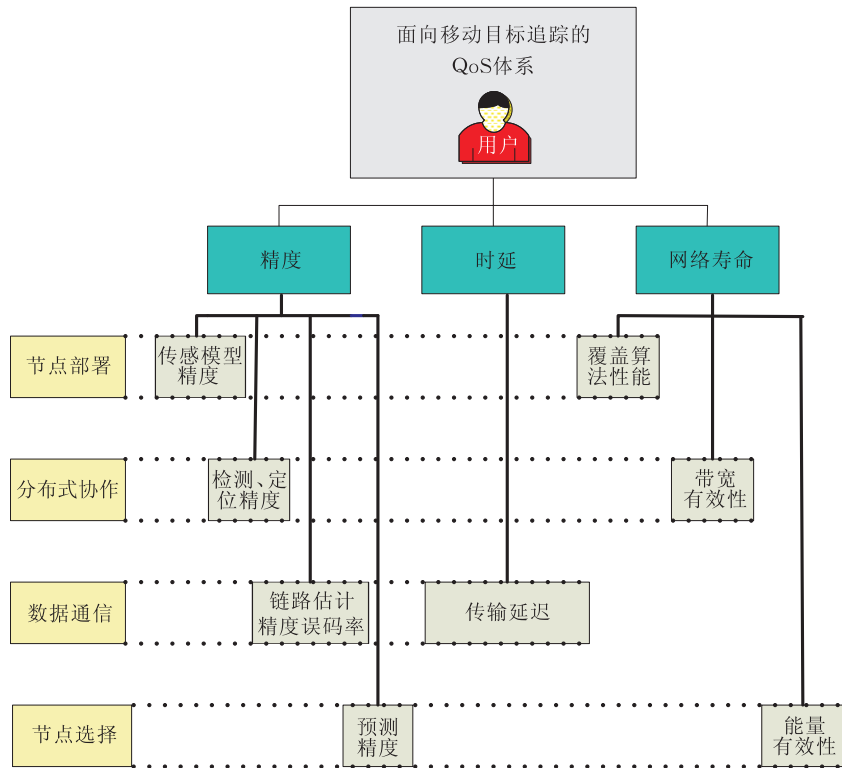 面向移动目标追踪的
QoS体系
用户
精度
时延
网络寿命
节点部署
传感模型
精度
覆盖算
法性能
分布式协作
检测、定
位精度
带宽
有效性
数据通信
链路估计
精度误码率
传输延迟
节点选择
预测
精度
能量
有效性